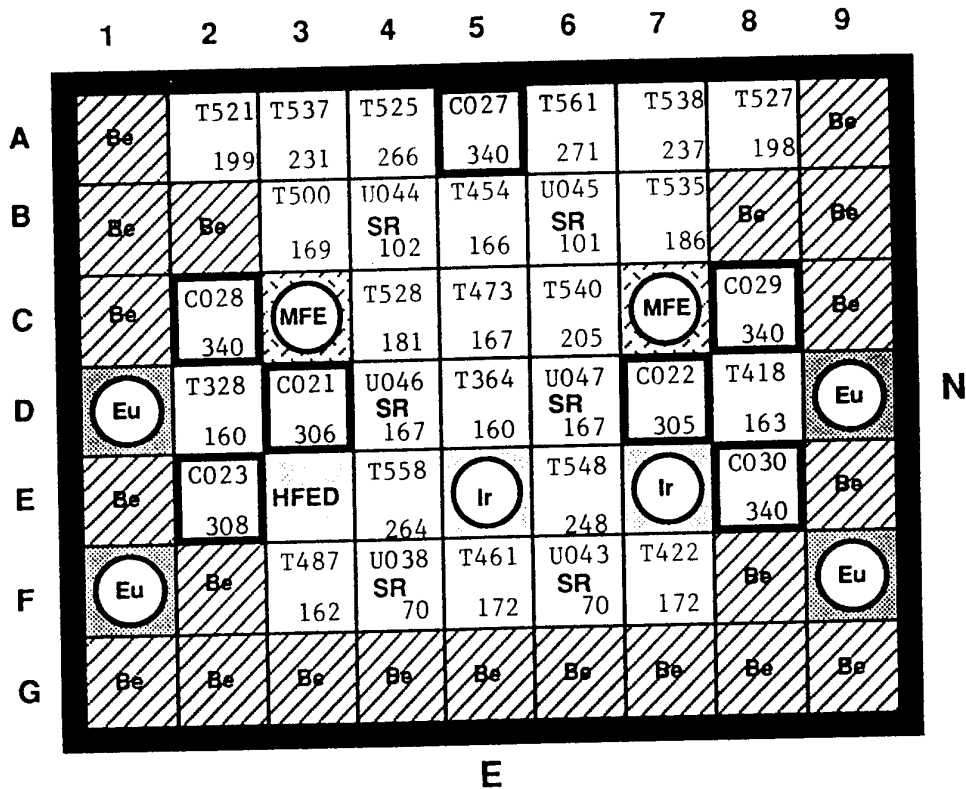 1 2 3 4 5 6 7 8 9
A Be T521 199 T537 231 T525 266 C027 340 T561 271 T538 237 T527 198 Be
B Be Be T500 169 U044 SR 102 T454 166 U045 SR 101 T535 186 Be Be
C Be C028 340 MFE T528 181 T473 167 T540 205 MFE C029 340 Be
D Eu T328 160 C021 306 U046 SR 167 T364 160 U047 SR 167 C022 305 T418 163 Eu N
E Be C023 308 HFED T558 264 Ir T548 248 Ir C030 340 Be
F Eu Be T487 162 U038 SR 70 T461 172 U043 SR 70 T422 172 Be Eu
G Be Be Be Be Be Be Be Be Be
E